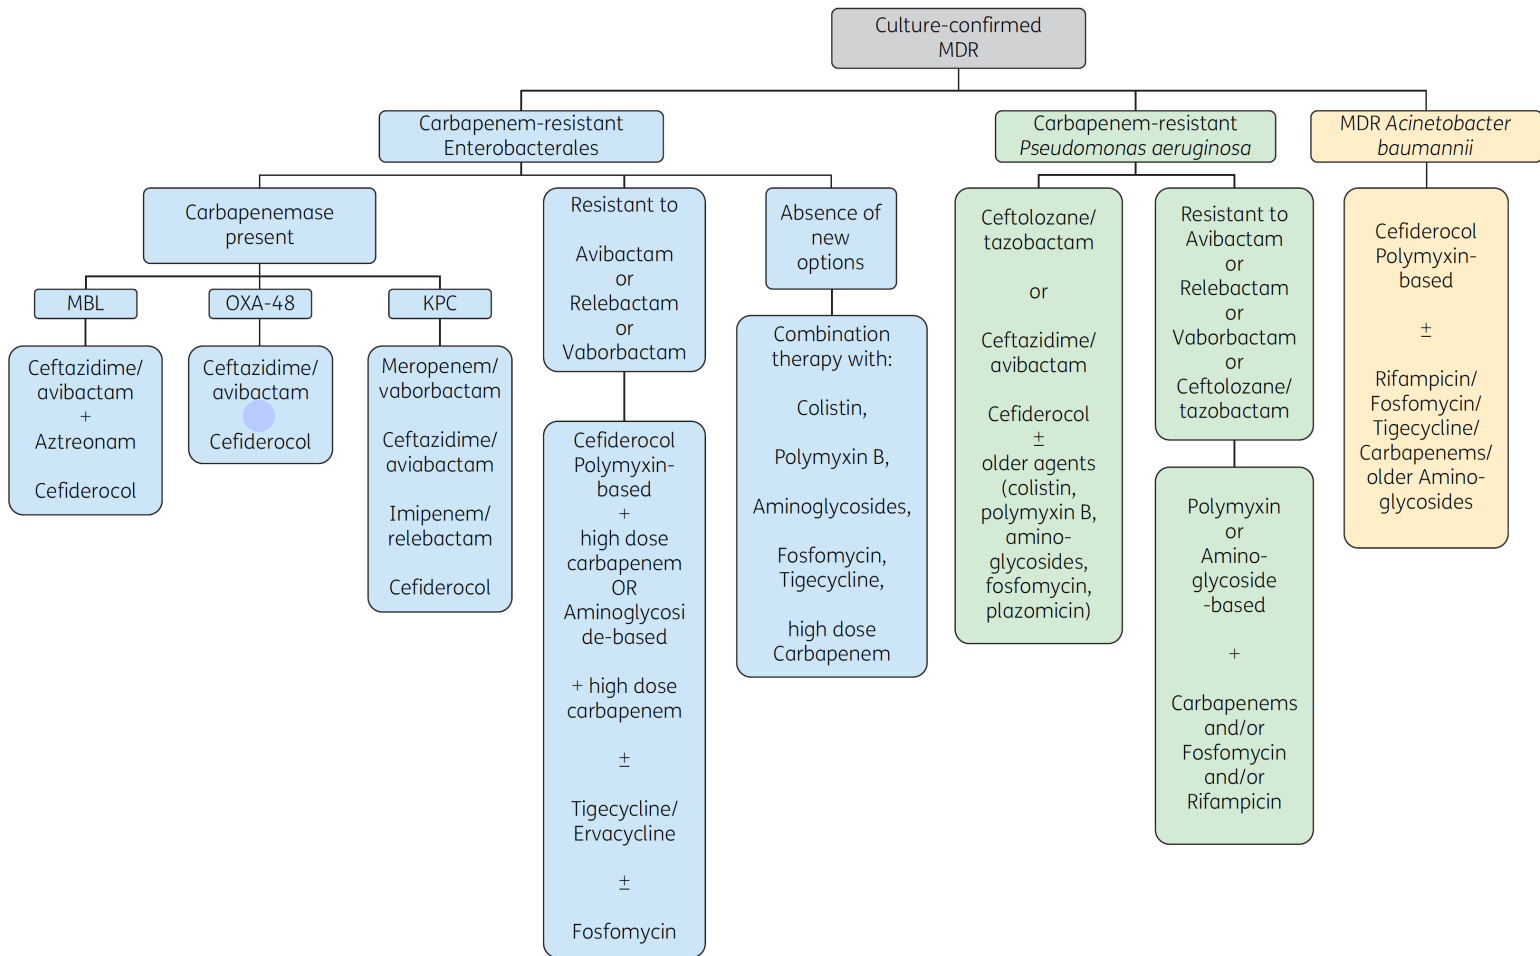 Culture-confirmed
MDR
Carbapenem-resistant
Enterobacterales
Carbapenem-resistant
Pseudomonas aeruginosa
MDR Acinetobacter
baumannii
Carbapenemase
present
MBL
OXA-48
KPC
Ceftazidime/
avibactam
+
Aztreonam
Cefiderocol
Ceftazidime/
avibactam
Cefiderocol
Meropenem/
vaborbactam
Ceftazidime/
aviabactam
Imipenem/
relebactam
Cefiderocol
Resistant to
Avibactam
or
Relebactam
or
Vaborbactam
Cefiderocol
Polymyxin-
based
+
high dose
carbapenem
OR
Aminoglycosi
de-based
+ high dose
carbapenem
±
Tigecycline/
Ervacycline
±
Fosfomycin
Absence of
new
options
Combination
therapy with:
Colistin,
Polymyxin B,
Aminoglycosides,
Fosfomycin,
Tigecycline,
high dose
Carbapenem
Ceftolozane/
tazobactam
or
Ceftazidime/
avibactam
Cefiderocol
±
older agents
(colistin,
polymyxin B,
amino-
glycosides,
fosfomycin,
plazomicin)
Resistant to
Avibactam
or
Relebactam
or
Vaborbactam
or
Ceftolozane/
tazobactam
Polymyxin
or
Amino-
glycoside
-based
+
Carbapenems
and/or
Fosfomycin
and/or
Rifampicin
Cefiderocol
Polymyxin-
based
±
Rifampicin/
Fosfomycin/
Tigecycline/
Carbapenems/
older Amino-
glycosides